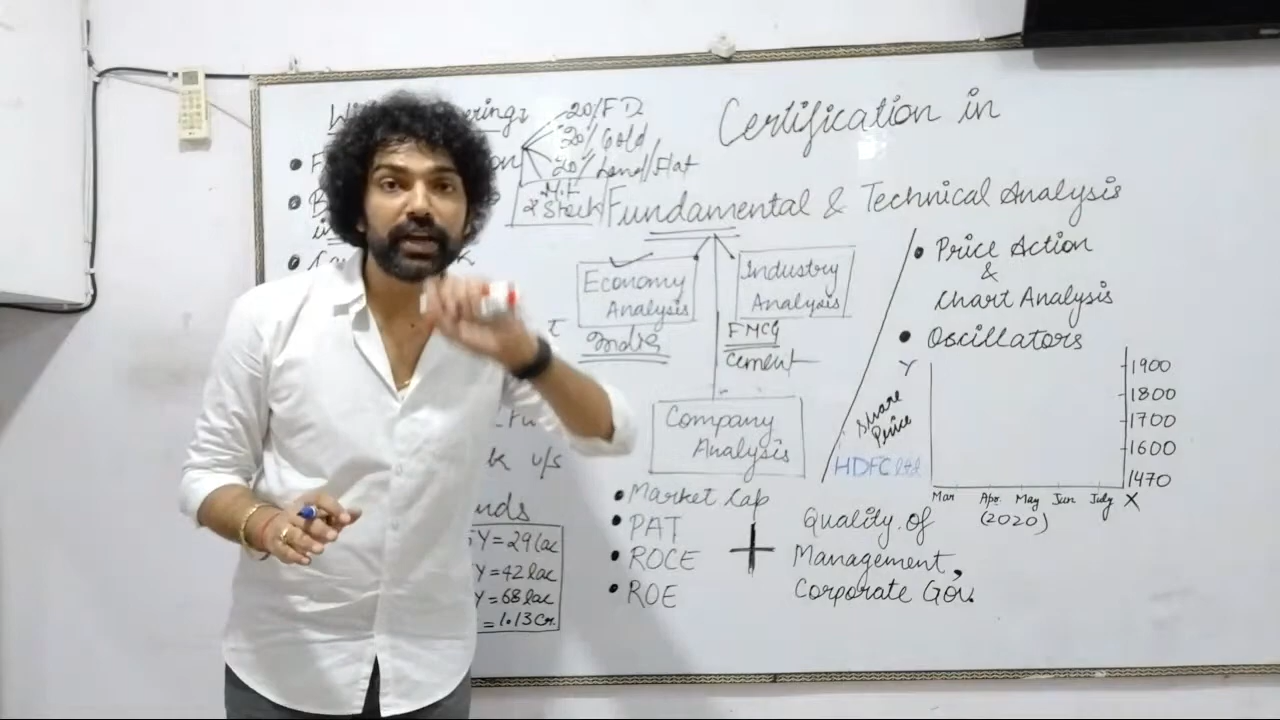 Certification in
Fundamental & Technical Analysis
20/FD
20% Gold
20% Land/Flat
M.F
& Stock
Economy
Analysis
Industry
Analysis
FMCG
Cement
Company
Analysis
• Market Cap
• PAT
• ROCE
• ROE
+
Quality of
Management,
Corporate Gov.
• Price Action
&
Chart Analysis
• Oscillators
Y
Share
Price
HDFC Ltd
1900
1800
1700
1600
1470
Mar Apr. May Jun July X
(2020)
v/s
Y=29 lac
Y=42 lac
Y=68 lac
=1.13 Cr.